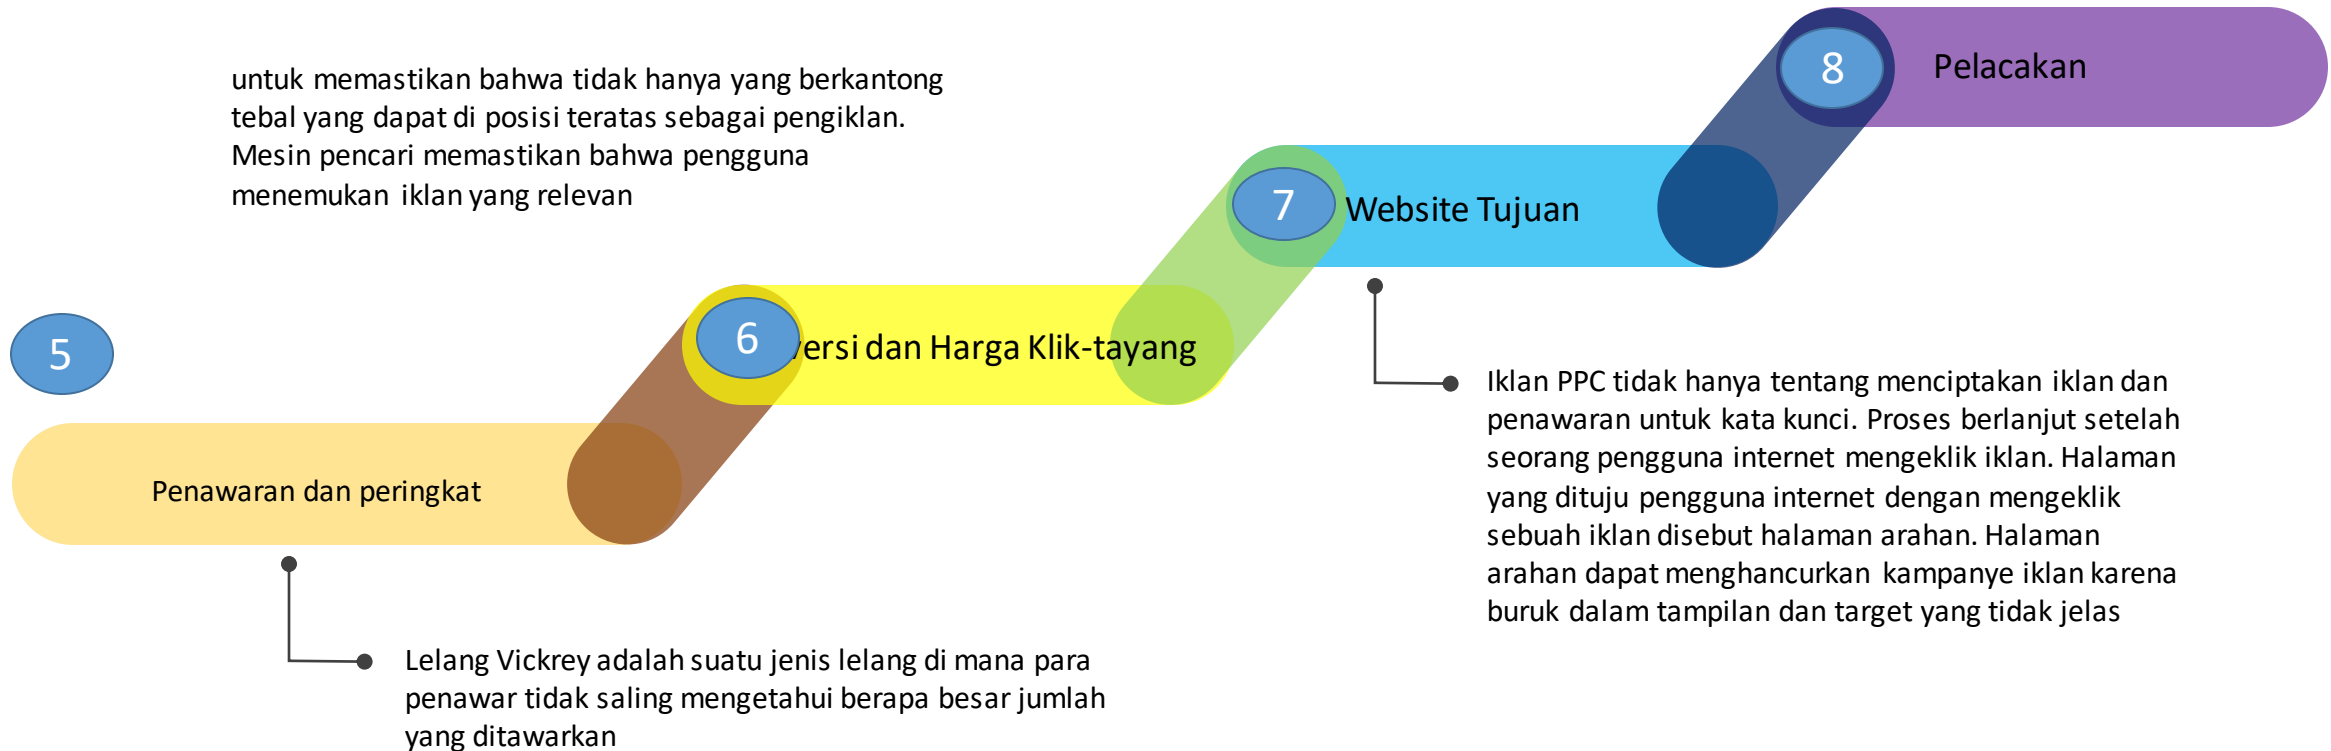 untuk memastikan bahwa tidak hanya yang berkantong
tebal yang dapat di posisi teratas sebagai pengiklan.
Mesin pencari memastikan bahwa pengguna
menemukan iklan yang relevan
5
Penawaran dan peringkat
Lelang Vickrey adalah suatu jenis lelang di mana para
penawar tidak saling mengetahui berapa besar jumlah
yang ditawarkan
6
versi dan Harga Klik-tayang
7
Website Tujuan
Iklan PPC tidak hanya tentang menciptakan iklan dan
penawaran untuk kata kunci. Proses berlanjut setelah
seorang pengguna internet mengeklik iklan. Halaman
yang dituju pengguna internet dengan mengeklik
sebuah iklan disebut halaman arahan. Halaman
arahan dapat menghancurkan kampanye iklan karena
buruk dalam tampilan dan target yang tidak jelas
8
Pelacakan